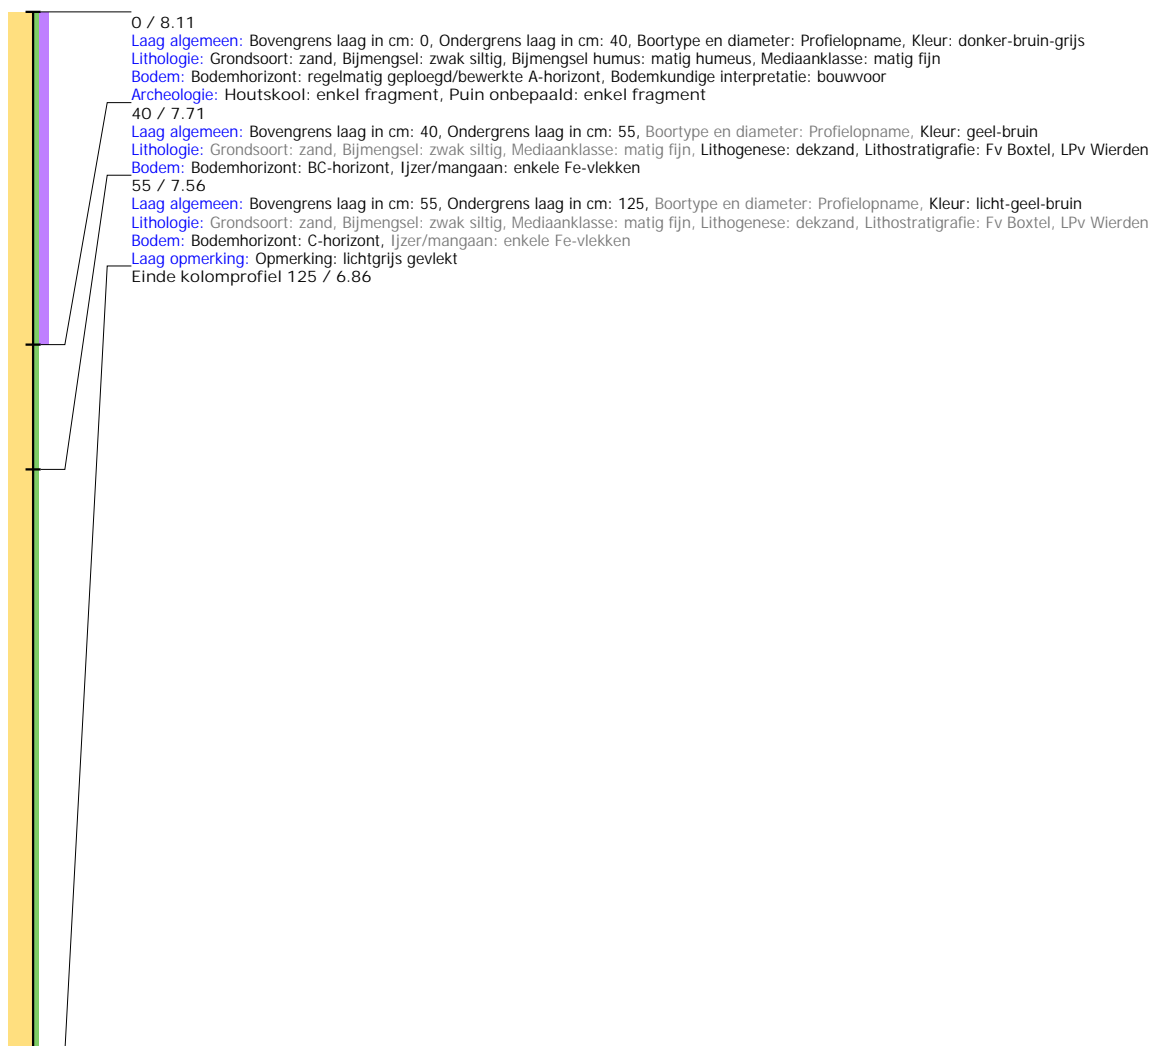 0 / 8.11
Laag algemeen: Bovengrens laag in cm: 0, Ondergrens laag in cm: 40, Boortype en diameter: Profielopname, Kleur: donker-bruin-grijs
Lithologie: Grondsoort: zand, Bijmengsel: zwak siltig, Bijmengsel humus: matig humeus, Mediaanklasse: matig fijn
Bodem: Bodemhorizont: regelmatig geploegd/bewerkte A-horizont, Bodemkundige interpretatie: bouwvoor
Archeologie: Houtskool: enkel fragment, Puin onbepaald: enkel fragment
40 / 7.71
Laag algemeen: Bovengrens laag in cm: 40, Ondergrens laag in cm: 55, Boortype en diameter: Profielopname, Kleur: geel-bruin
Lithologie: Grondsoort: zand, Bijmengsel: zwak siltig, Mediaanklasse: matig fijn, Lithogenese: dekzand, Lithostratigrafie: Fv Boxtel, LPv Wierden
Bodem: Bodemhorizont: BC-horizont, Ijzer/mangaan: enkele Fe-vlekken
55 / 7.56
Laag algemeen: Bovengrens laag in cm: 55, Ondergrens laag in cm: 125, Boortype en diameter: Profielopname, Kleur: licht-geel-bruin
Lithologie: Grondsoort: zand, Bijmengsel: zwak siltig, Mediaanklasse: matig fijn, Lithogenese: dekzand, Lithostratigrafie: Fv Boxtel, LPv Wierden
Bodem: Bodemhorizont: C-horizont, Ijzer/mangaan: enkele Fe-vlekken
Laag opmerking: Opmerking: lichtgrijs gevlekt
Einde kolomprofiel 125 / 6.86